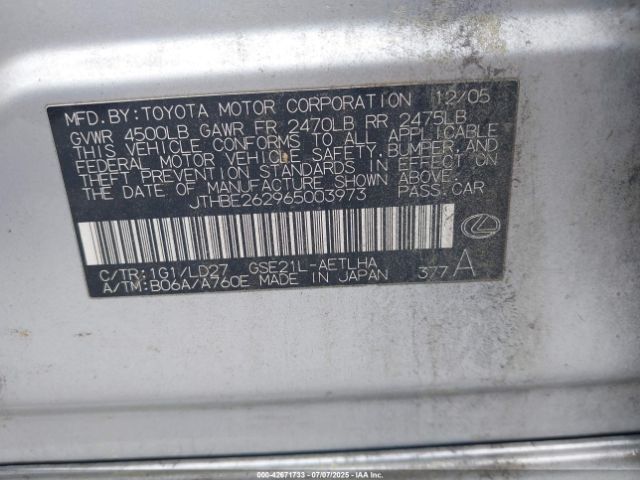 MFD.BY:TOYOTA MOTOR CORPORATION 12/05
GVWR 4500LB GAWR FR 2470LB RR 2475LB
THIS VEHICLE CONFORMS TO ALL APPLICABLE
FEDERAL MOTOR VEHICLE SAFETY, BUMPER, AND
THEFT PREVENTION STANDARDS IN EFFECT ON
THE DATE OF MANUFACTURE SHOWN ABOVE.
JTHBE262965003973 PASS.CAR
C/TR:1G1/LD27 GSE21L-AETLHA
A/TM:B06A/A760E MADE IN JAPAN 377 A
© 42671733 07/07/2025 IAAI.COM